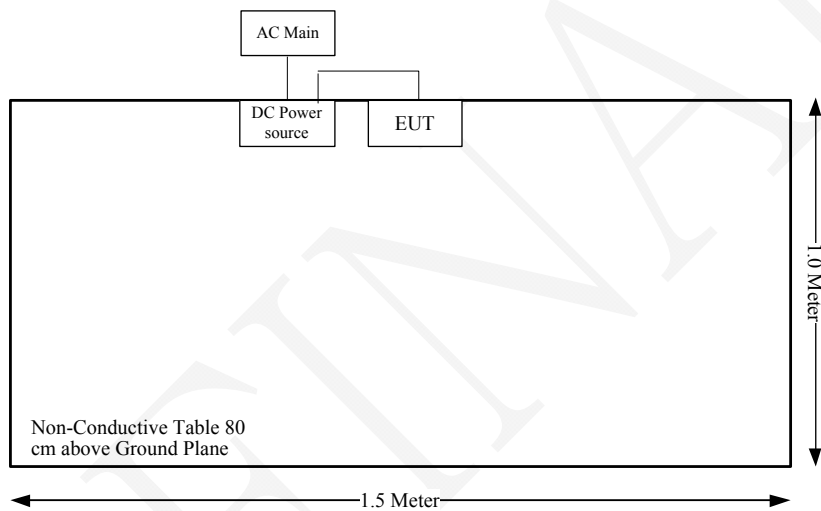 AC Main
DC Power
source
EUT
1.0 Meter
Non-Conductive Table 80
cm above Ground Plane
1.5 Meter